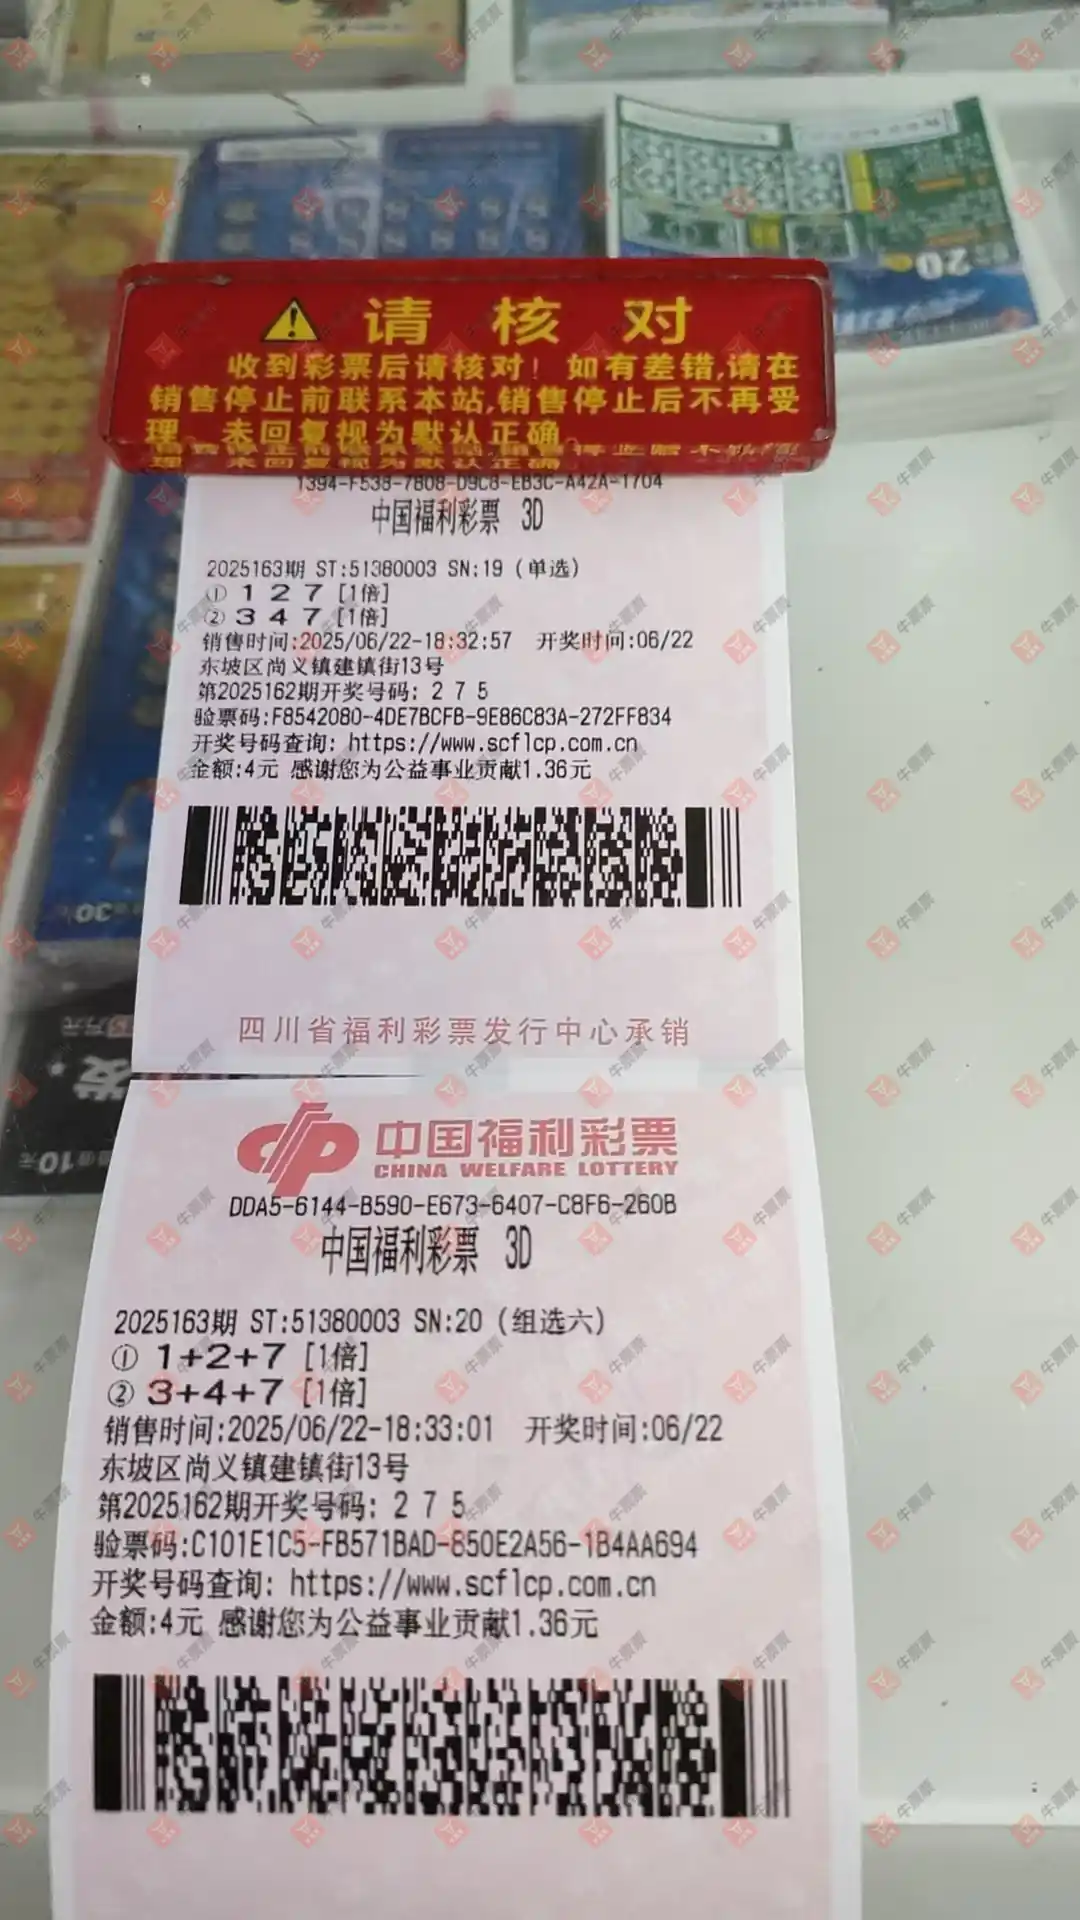 请 核 对
收到彩票后请核对！如有差错,请在
销售停止前联系本站,销售停止后不再受
理。未回复视为默认正确。
1394-F538-7808-D9C8-EB3C-A42A-1704
中国福利彩票 3D
2025163期 ST:51380003 SN:19 (单选)
① 1 2 7 [1倍]
② 3 4 7 [1倍]
销售时间:2025/06/22-18:32:57 开奖时间:06/22
东坡区尚义镇建镇街13号
第2025162期开奖号码: 2 7 5
验票码:F8542080-4DE7BCFB-9E86C83A-272FF834
开奖号码查询: https://www.scflcp.com.cn
金额:4元 感谢您为公益事业贡献1.36元
四川省福利彩票发行中心承销
中国福利彩票
CHINA WELFARE LOTTERY
DDA5-6144-B590-E673-6407-C8F6-260B
中国福利彩票 3D
2025163期 ST:51380003 SN:20 (组选六)
① 1+2+7 [1倍]
② 3+4+7 [1倍]
销售时间:2025/06/22-18:33:01 开奖时间:06/22
东坡区尚义镇建镇街13号
第2025162期开奖号码: 2 7 5
验票码:C101E1C5-FB571BAD-850E2A56-1B4AA694
开奖号码查询: https://www.scflcp.com.cn
金额:4元 感谢您为公益事业贡献1.36元
牛票票